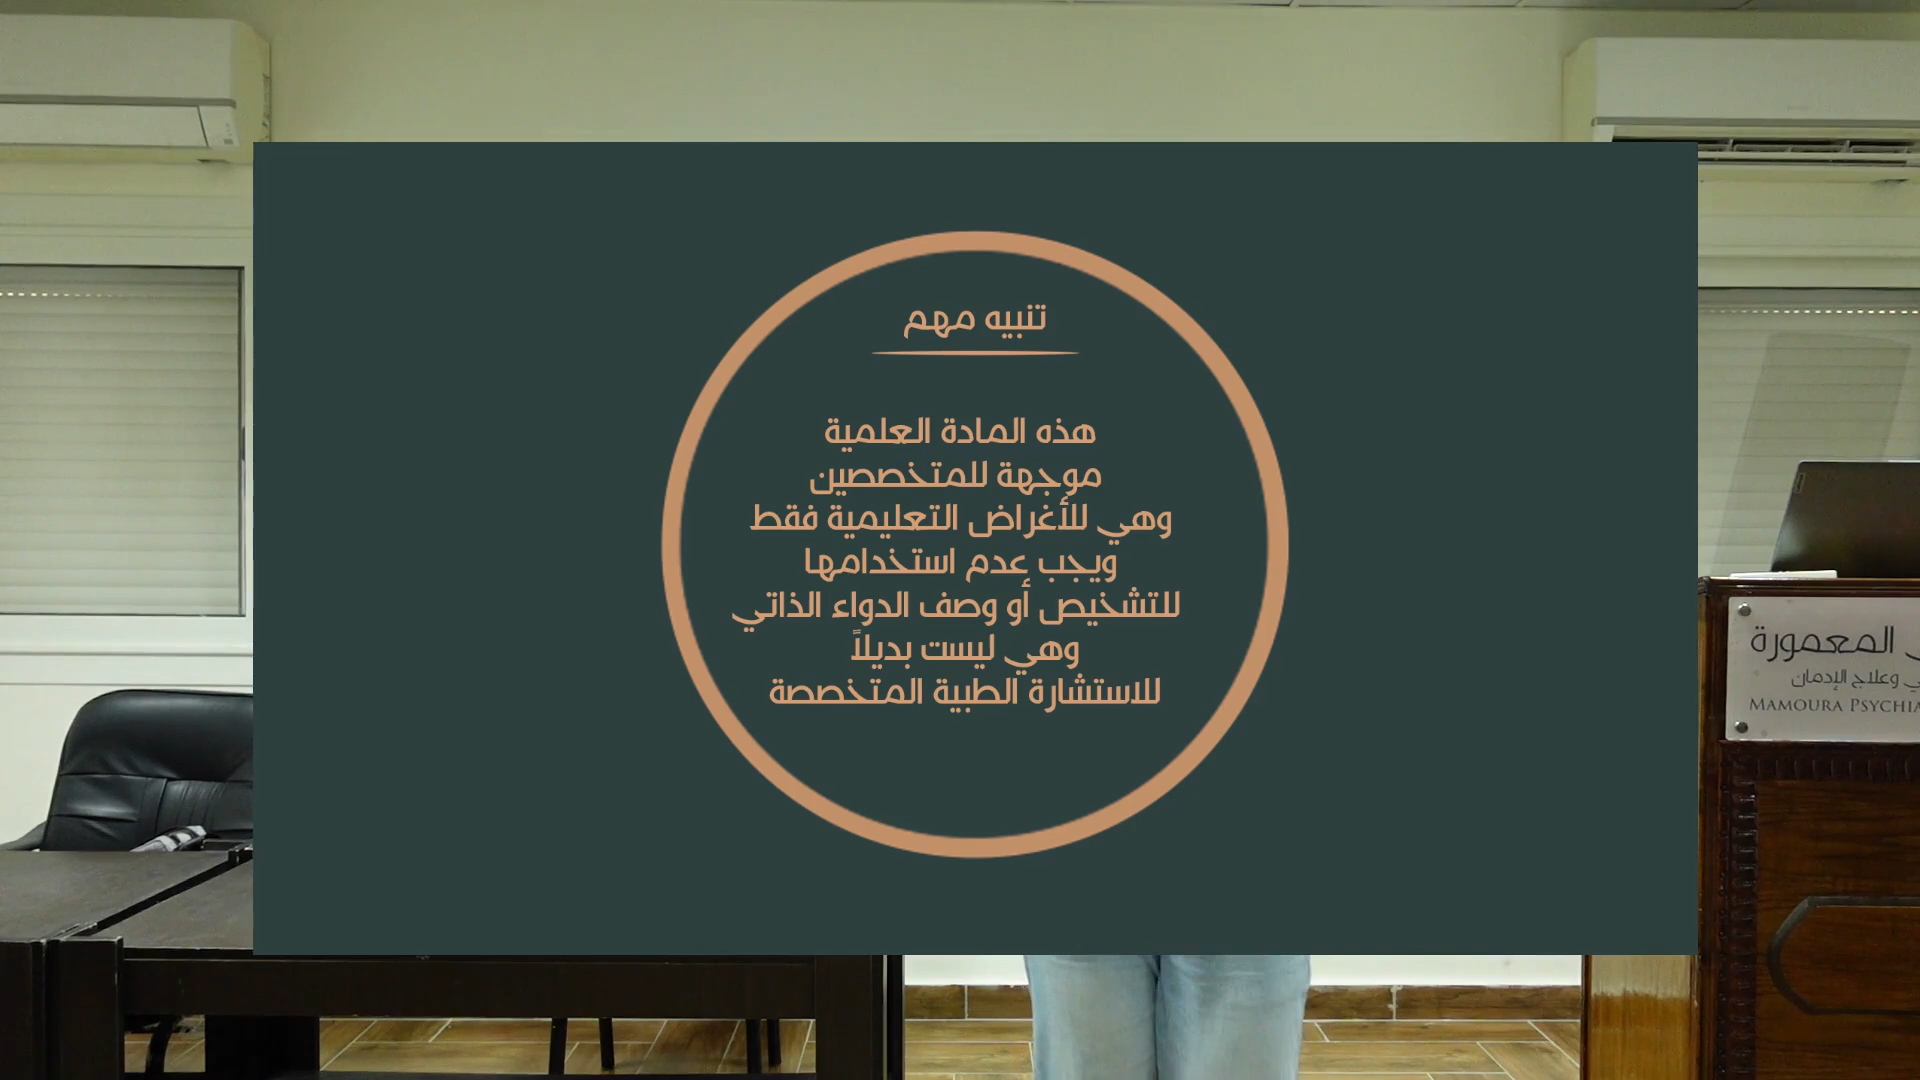 تنبيه مهم
هذه المادة العلمية
موجهة للمتخصصين
وهي للأغراض التعليمية فقط
ويجب عدم استخدامها
للتشخيص أو وصف الدواء الذاتي
وهي ليست بديلاً
للاستشارة الطبية المتخصصة
المعمورة
وعلاج الإدمان
MAMOURA